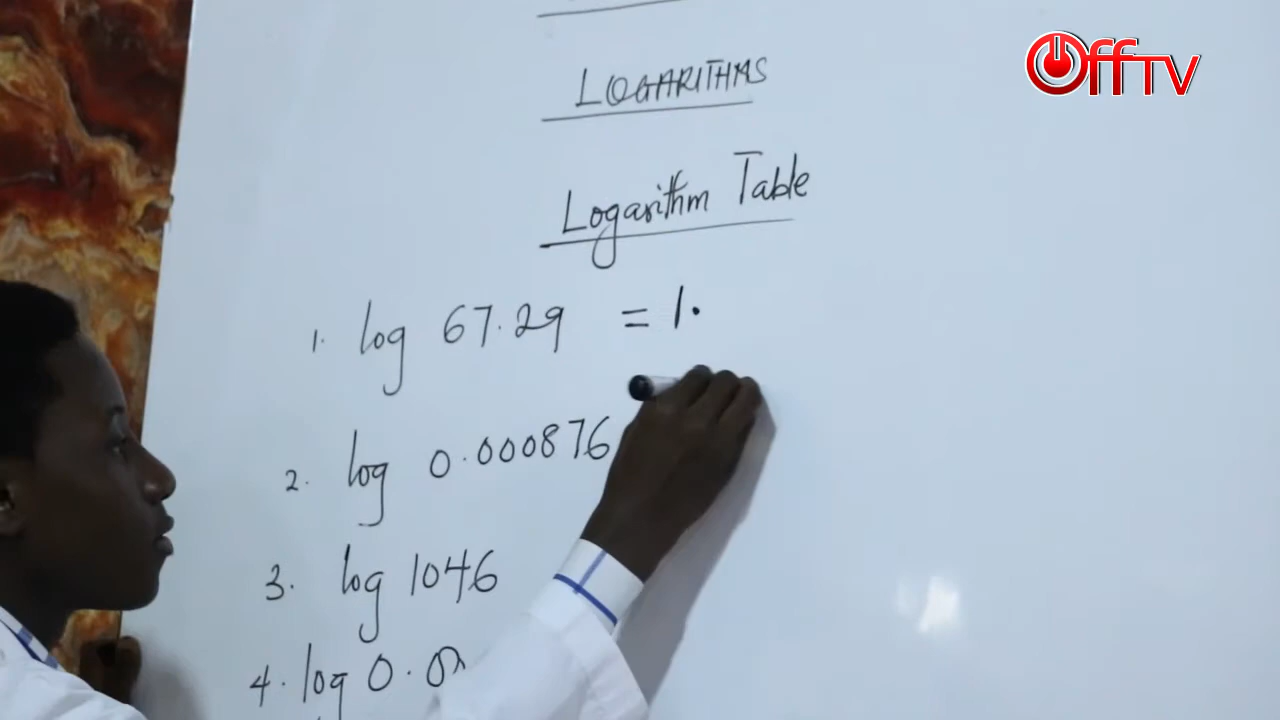 OFFTV
LOGARITHMS
Logarithm Table
1. log 67.29 = 1.
2. log 0.000876
3. log 1046
4. log 0.0